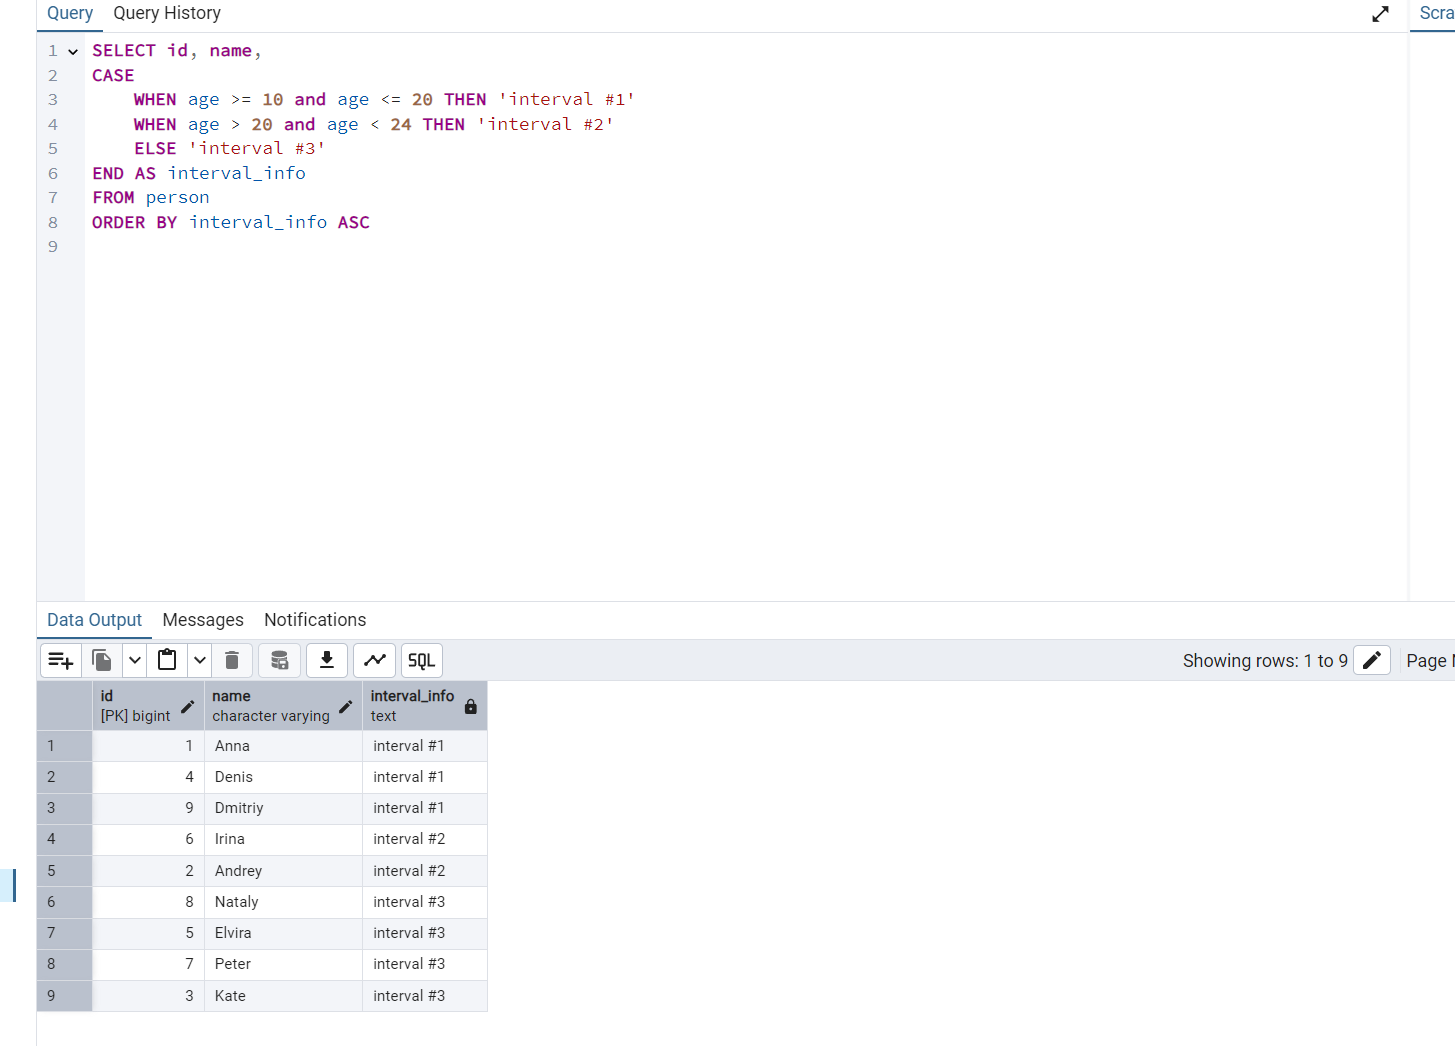 Query Query History Scra
1 SELECT id, name,
2 CASE
3 WHEN age >= 10 and age <= 20 THEN 'interval #1'
4 WHEN age > 20 and age < 24 THEN 'interval #2'
5 ELSE 'interval #3'
6 END AS interval_info
7 FROM person
8 ORDER BY interval_info ASC
9
Data Output Messages Notifications
SQL Showing rows: 1 to 9 Page
id name interval_info
[PK] bigint character varying text
1 1 Anna interval #1
2 4 Denis interval #1
3 9 Dmitriy interval #1
4 6 Irina interval #2
5 2 Andrey interval #2
6 8 Nataly interval #3
7 5 Elvira interval #3
8 7 Peter interval #3
9 3 Kate interval #3